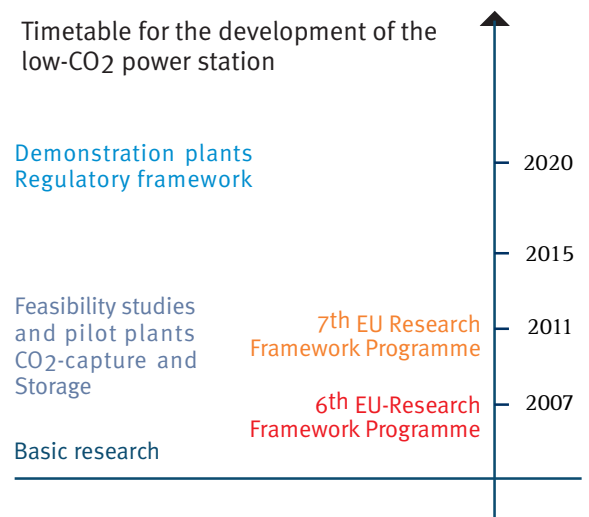 Timetable for the development of the
low-CO2 power station
Demonstration plants
Regulatory framework
2020
2015
Feasibility studies
and pilot plants
CO2-capture and
Storage
7th EU Research
Framework Programme
2011
6th EU-Research
Framework Programme
2007
Basic research